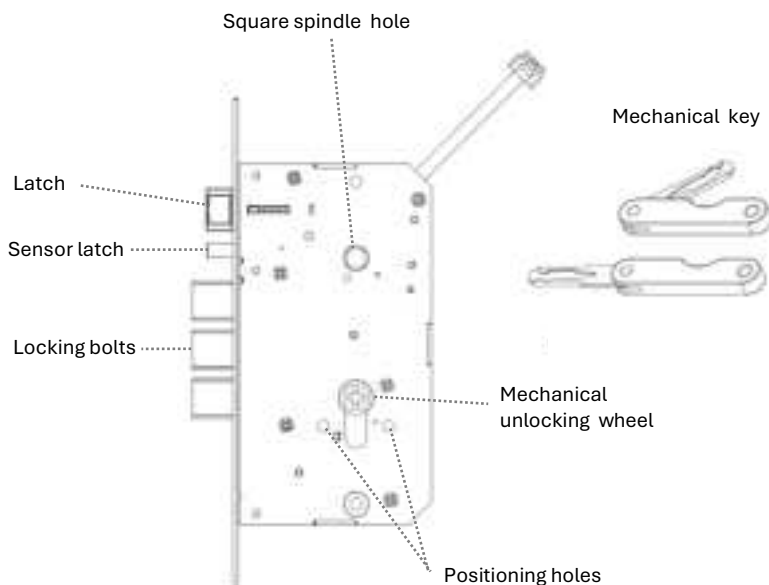 Square spindle hole
Mechanical key
Latch
Sensor latch
Locking bolts
Mechanical
unlocking wheel
Positioning holes